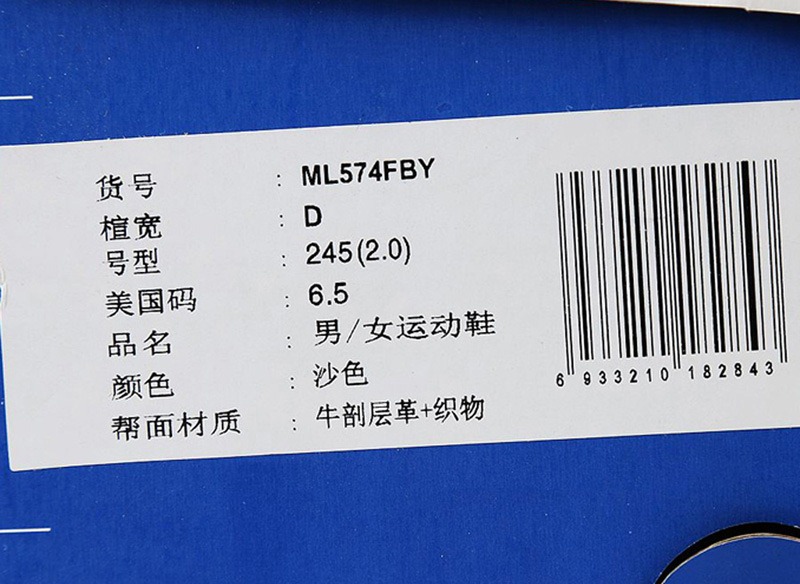 货号 : ML574FBY
楦宽 : D
号型 : 245(2.0)
美国码 : 6.5
品名 : 男/女运动鞋
颜色 : 沙色
帮面材质 : 牛剖层革+织物
6 933210 182843